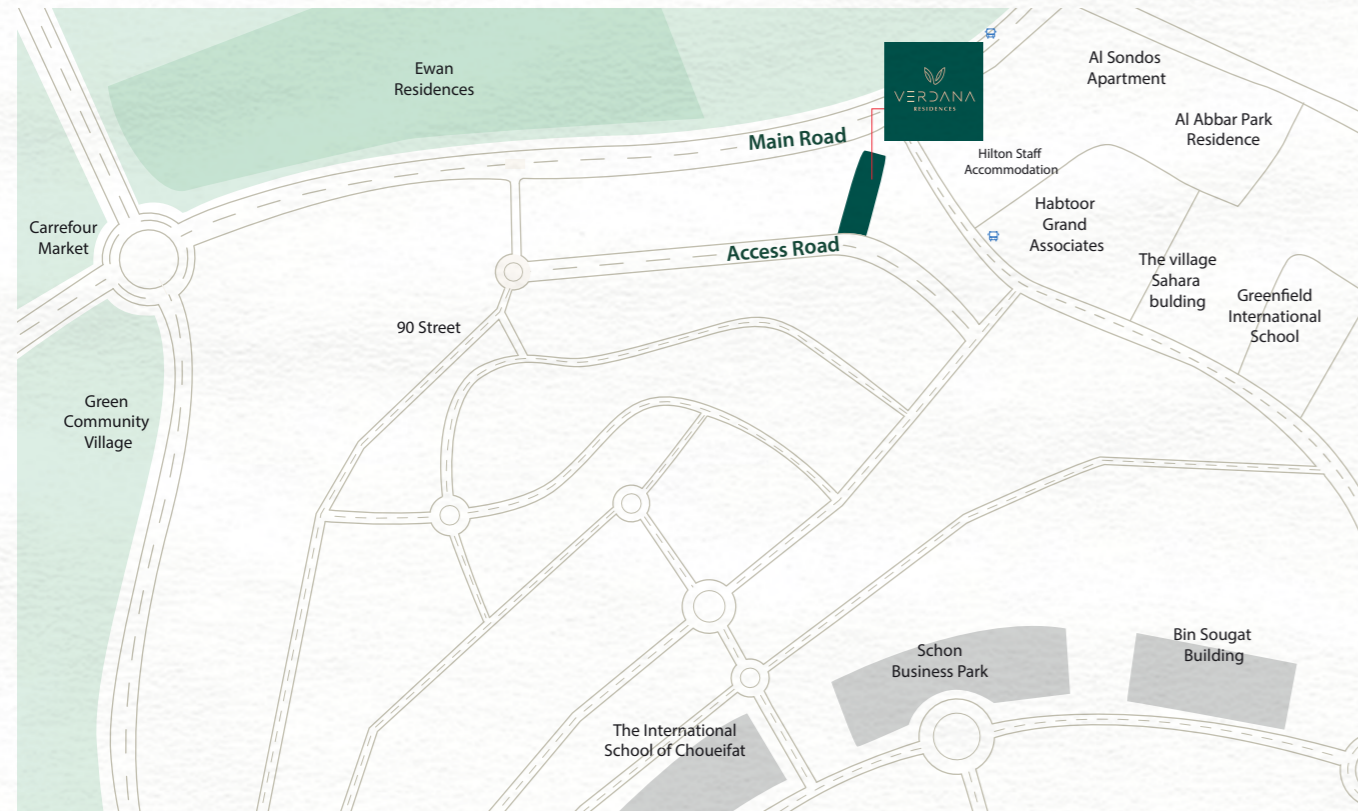 Ewan
Residences
VERDANA
RESIDENCES
Al Sondos
Apartment
Al Abbar Park
Residence
Main Road
Hilton Staff
Accommodation
Carrefour
Market
Habtoor
Grand
Associates
Access Road
The village
Sahara
bulding
Greenfield
International
School
90 Street
Green
Community
Village
Schon
Business Park
Bin Sougat
Building
The International
School of Choueifat